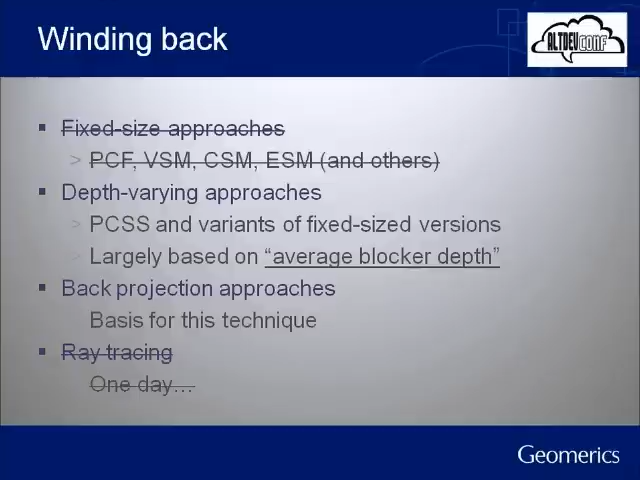 Winding back
ALTDEVCONF
Fixed-size approaches
PCF, VSM, CSM, ESM (and others)
Depth-varying approaches
PCSS and variants of fixed-sized versions
Largely based on “average blocker depth”
Back projection approaches
Basis for this technique
Ray tracing
One day...
Geomerics